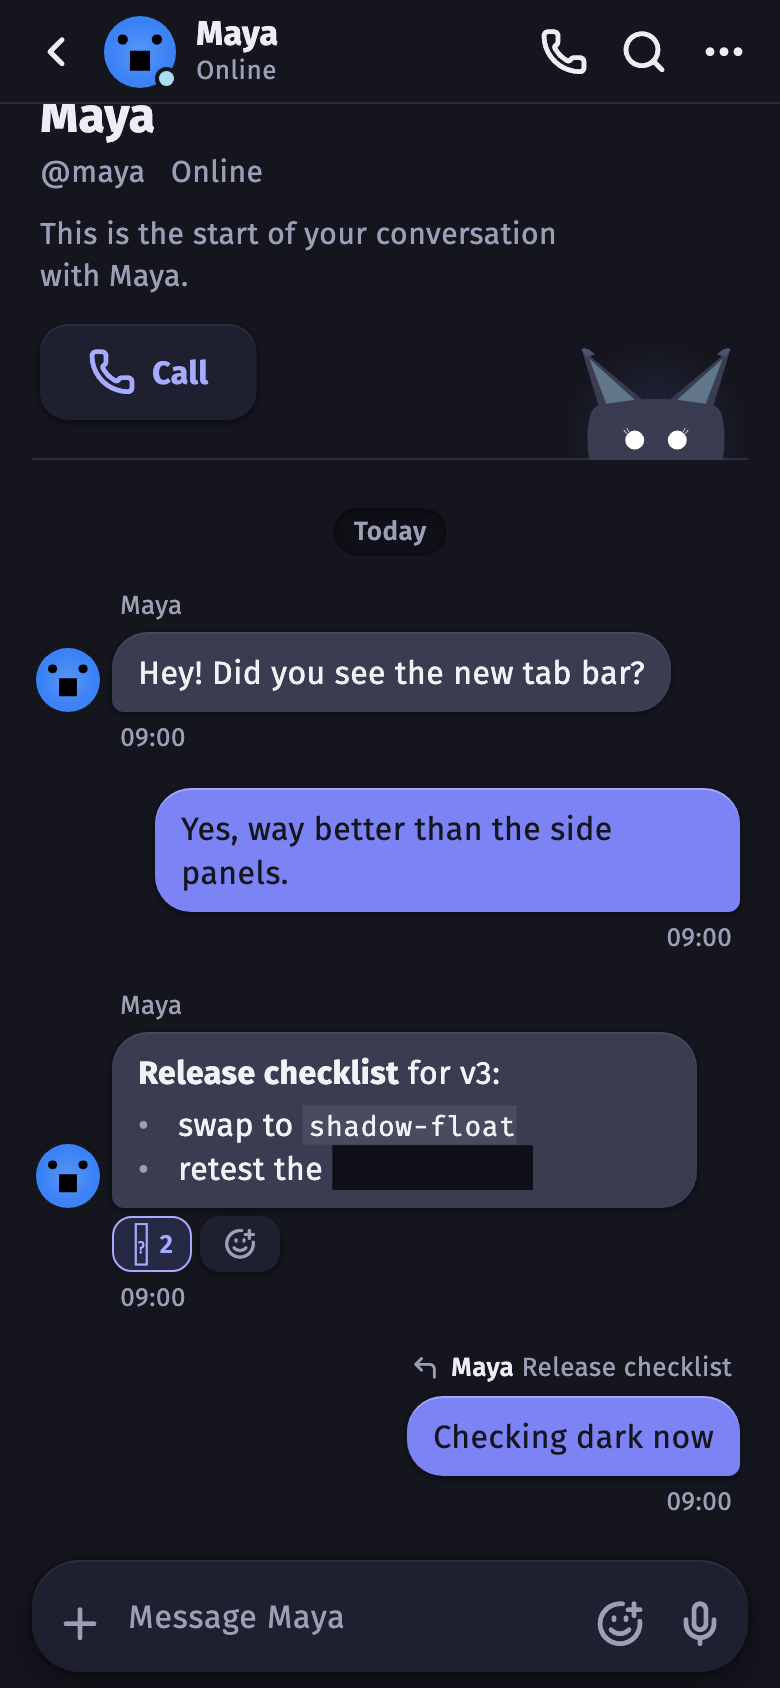 Maya
Online
Maya
@maya Online
This is the start of your conversation
with Maya.
Call
Today
Maya
Hey! Did you see the new tab bar?
09:00
Yes, way better than the side
panels.
09:00
Maya
Release checklist for v3:
• swap to shadow-float
• retest the
2
09:00
Maya Release checklist
Checking dark now
09:00
Message Maya